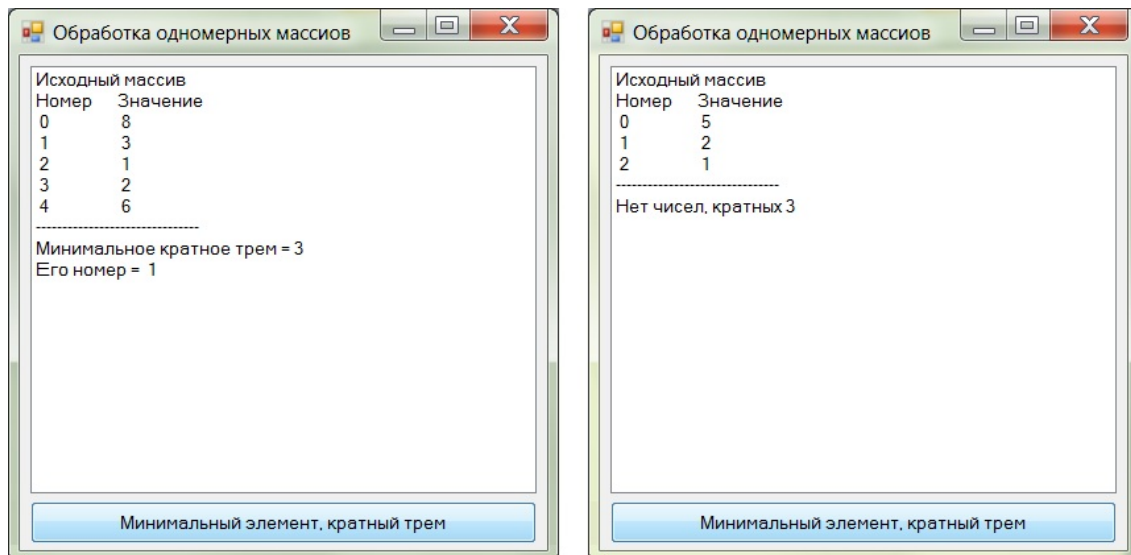 Обработка одномерных массиов
Исходный массив
Номер Значение
0 8
1 3
2 1
3 2
4 6
-------------------------------
Минимальное кратное трем = 3
Его номер = 1
Минимальный элемент, кратный трем
Обработка одномерных массиов
Исходный массив
Номер Значение
0 5
1 2
2 1
-------------------------------
Нет чисел, кратных 3
Минимальный элемент, кратный трем